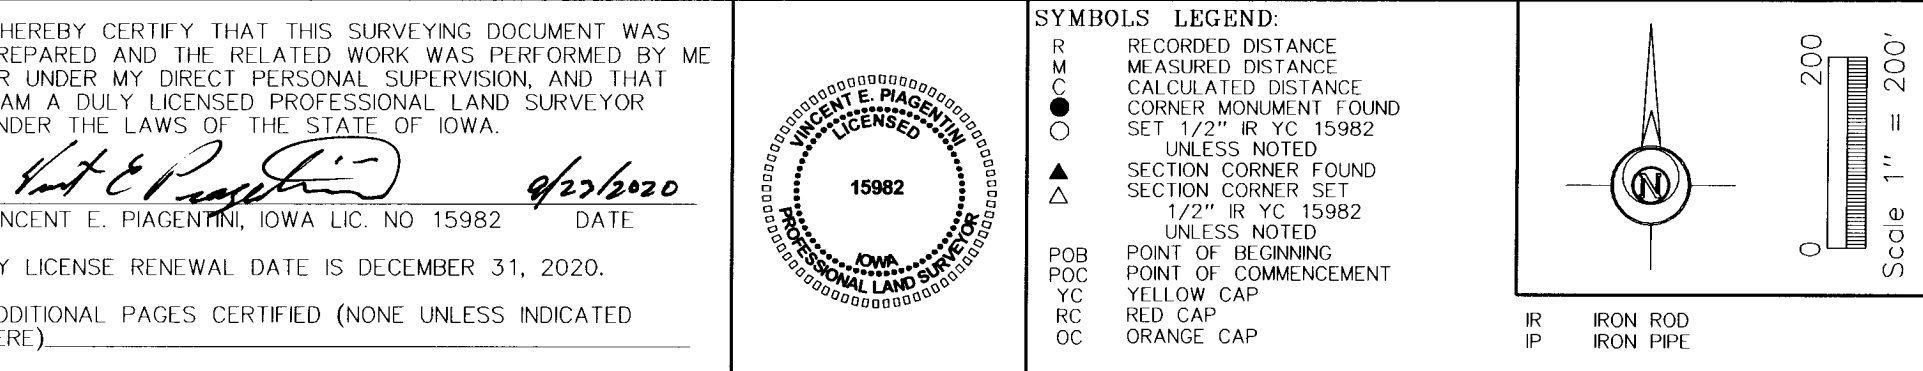 HEREBY CERTIFY THAT THIS SURVEYING DOCUMENT WAS
REPARED AND THE RELATED WORK WAS PERFORMED BY ME
R UNDER MY DIRECT PERSONAL SUPERVISION, AND THAT
AM A DULY LICENSED PROFESSIONAL LAND SURVEYOR
NDER THE LAWS OF THE STATE OF IOWA.
Vincent E Piagentini 9/23/2020
NCENT E. PIAGENTINI, IOWA LIC. NO 15982 DATE
Y LICENSE RENEWAL DATE IS DECEMBER 31, 2020.
DDITIONAL PAGES CERTIFIED (NONE UNLESS INDICATED
ERE)
VINCENT E. PIAGENTINI
LICENSED
15982
IOWA
PROFESSIONAL LAND SURVEYOR
SYMBOLS LEGEND:
R RECORDED DISTANCE
M MEASURED DISTANCE
C CALCULATED DISTANCE
● CORNER MONUMENT FOUND
○ SET 1/2" IR YC 15982
UNLESS NOTED
▲ SECTION CORNER FOUND
△ SECTION CORNER SET
1/2" IR YC 15982
UNLESS NOTED
POB POINT OF BEGINNING
POC POINT OF COMMENCEMENT
YC YELLOW CAP
RC RED CAP
OC ORANGE CAP
N
0 200
Scale 1" = 200'
IR IRON ROD
IP IRON PIPE